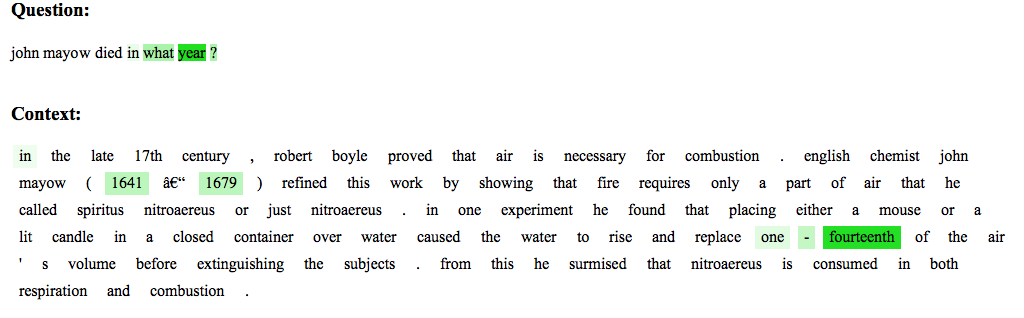 Question:
john mayow died in what year ?
Context:
in the late 17th century , robert boyle proved that air is necessary for combustion . english chemist john
mayow ( 1641 â€“ 1679 ) refined this work by showing that fire requires only a part of air that he
called spiritus nitroaereus or just nitroaereus . in one experiment he found that placing either a mouse or a
lit candle in a closed container over water caused the water to rise and replace one - fourteenth of the air
' s volume before extinguishing the subjects . from this he surmised that nitroaereus is consumed in both
respiration and combustion .